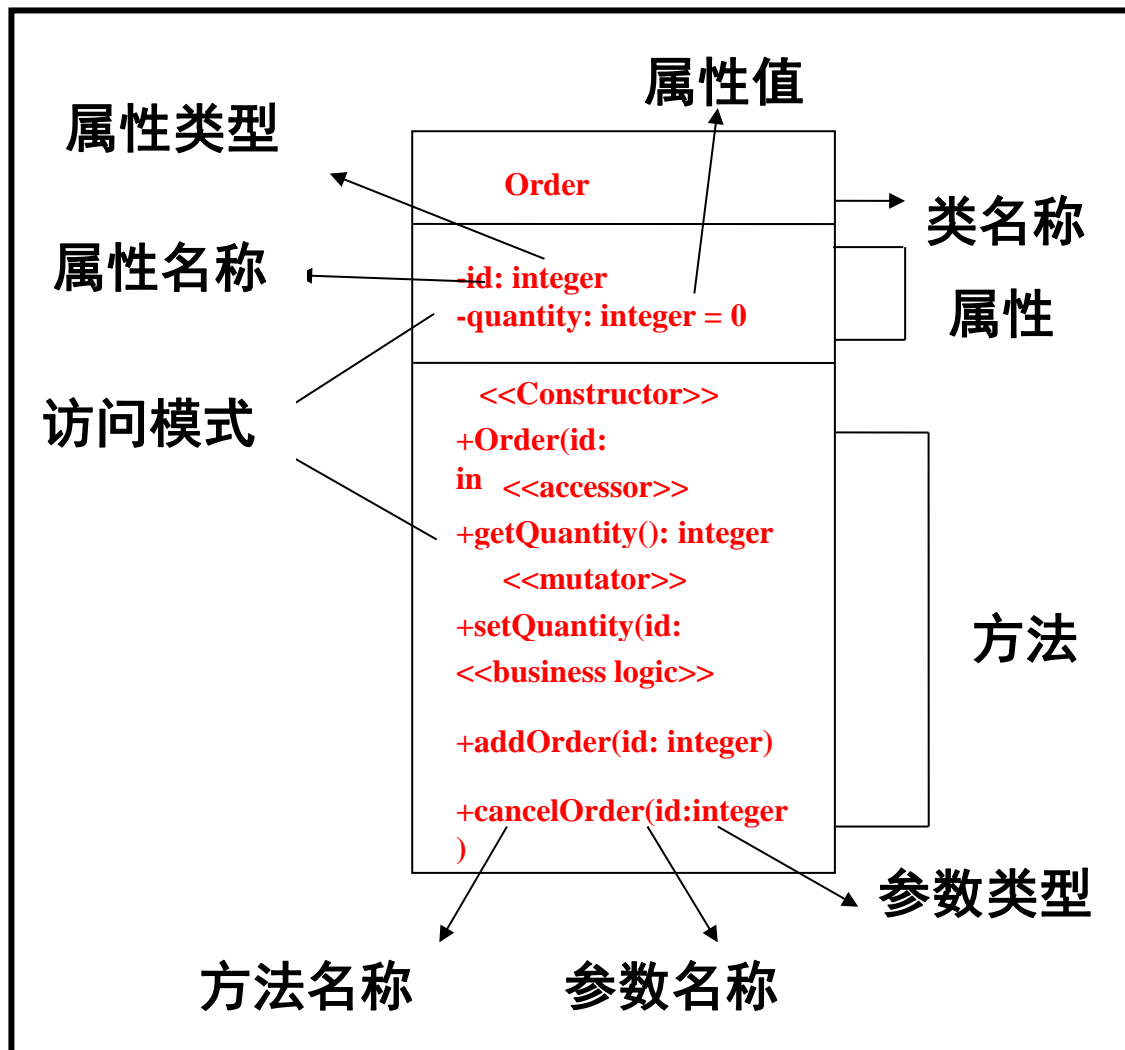 属性值
属性类型
Order
类名称
属性名称
-id: integer
-quantity: integer = 0
属性
访问模式
<<Constructor>>
+Order(id:
in
<<accessor>>
+getQuantity(): integer
<<mutator>>
+setQuantity(id:
<<business logic>>
方法
+addOrder(id: integer)
+cancelOrder(id:integer
)
参数类型
方法名称
参数名称